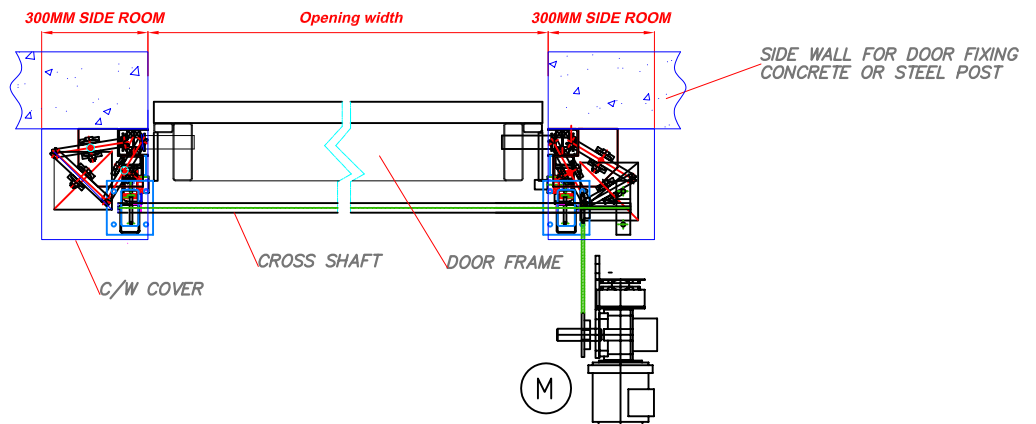 300MM SIDE ROOM
Opening width
300MM SIDE ROOM
SIDE WALL FOR DOOR FIXING
CONCRETE OR STEEL POST
CROSS SHAFT
DOOR FRAME
C/W COVER
M